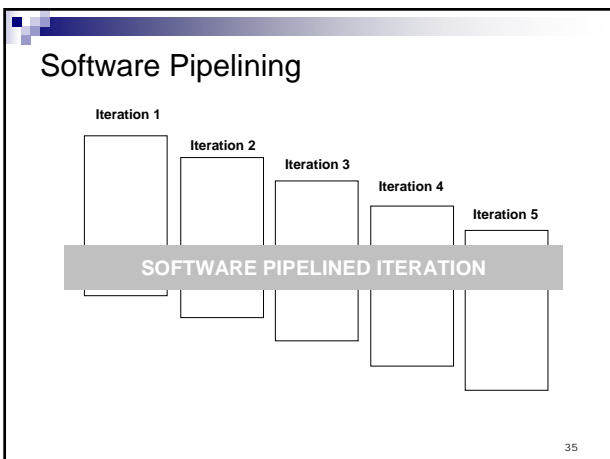 Software Pipelining
Iteration 1
Iteration 2
Iteration 3
Iteration 4
Iteration 5
SOFTWARE PIPELINED ITERATION
35